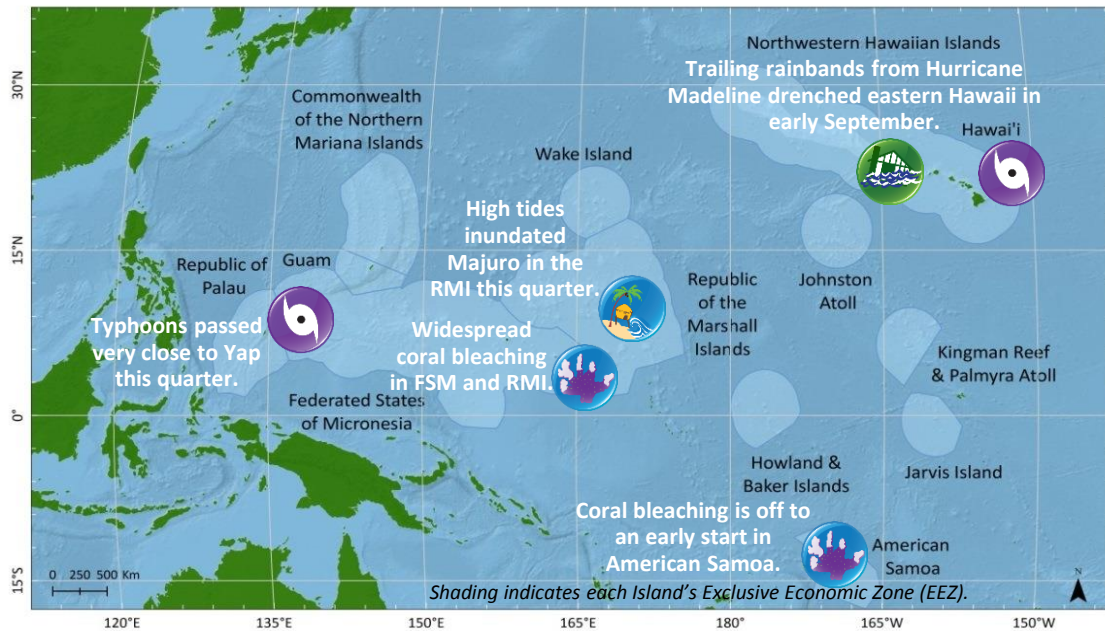 Northwestern Hawaiian Islands
Trailing rainbands from Hurricane
Madeline drenched eastern Hawaii in
early September.
Hawai'i
Commonwealth
of the Northern
Mariana Islands
Wake Island
High tides
inundated
Majuro in the
RMI this quarter.
Republic of
Palau
Guam
Republic
of the
Marshall
Islands
Johnston
Atoll
Typhoons passed
very close to Yap
this quarter.
Widespread
coral bleaching
in FSM and RMI.
Kingman Reef
& Palmyra Atoll
Federated States
of Micronesia
Howland &
Baker Islands
Jarvis Island
Coral bleaching is off to
an early start in
American Samoa.
American
Samoa
Shading indicates each Island's Exclusive Economic Zone (EEZ).
0 250 500 Km
N
30°N
15°N
0°
15°S
120°E
135°E
150°E
165°E
180°
165°W
150°W